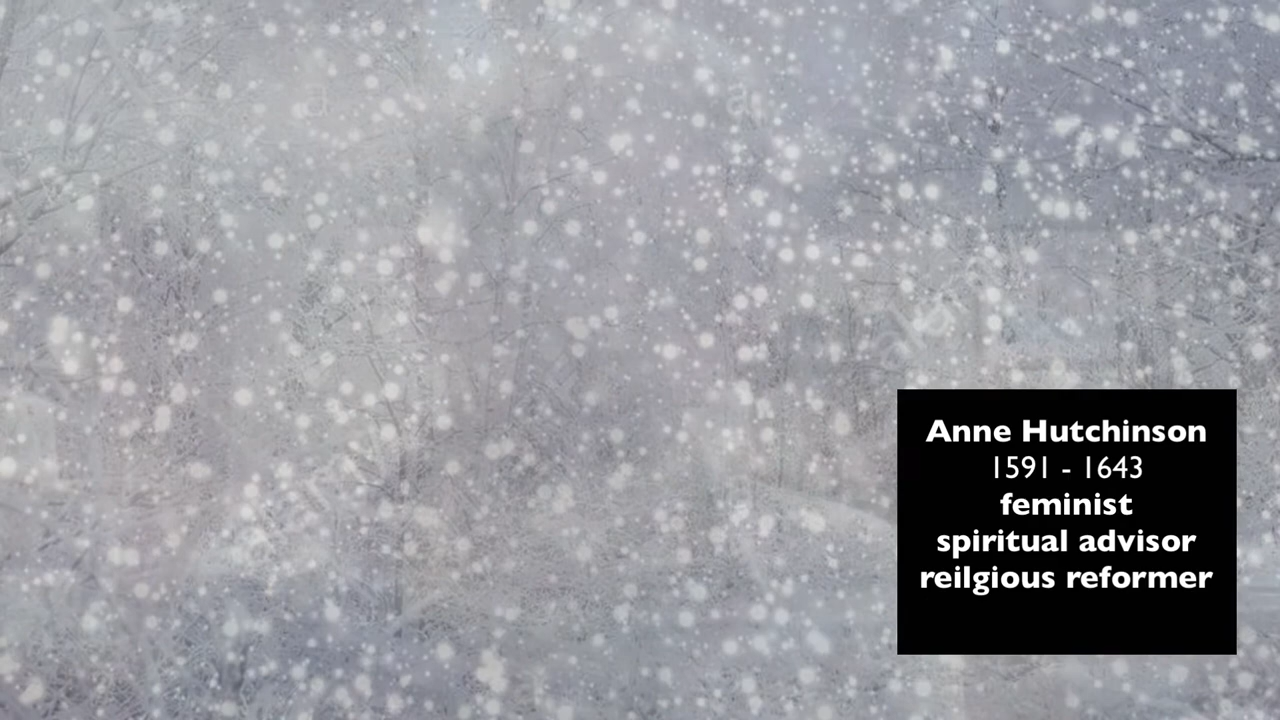 Anne Hutchinson
1591 - 1643
feminist
spiritual advisor
reilgious reformer